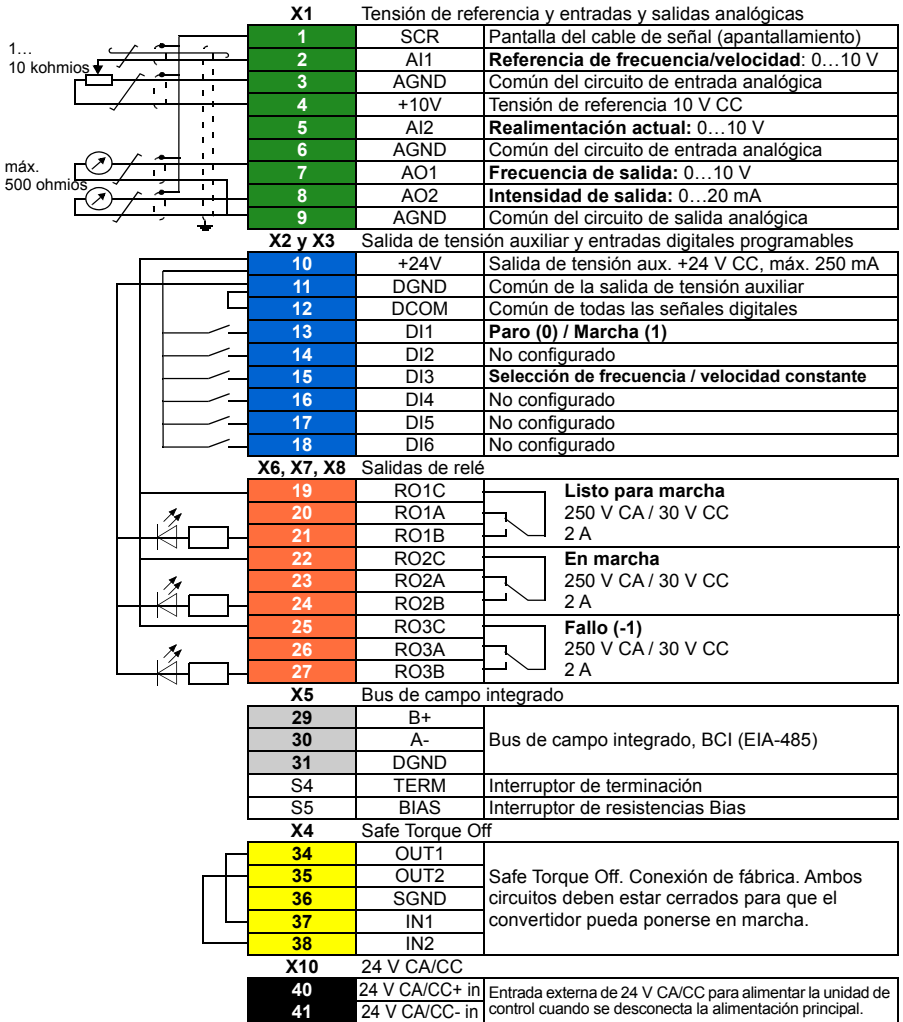 X1 Tensión de referencia y entradas y salidas analógicas
1 SCR Pantalla del cable de señal (apantallamiento)
1…
10 kohmios
2 AI1 Referencia de frecuencia/velocidad: 0…10 V
3 AGND Común del circuito de entrada analógica
4 +10V Tensión de referencia 10 V CC
5 AI2 Realimentación actual: 0…10 V
6 AGND Común del circuito de entrada analógica
máx.
500 ohmios
7 AO1 Frecuencia de salida: 0…10 V
8 AO2 Intensidad de salida: 0…20 mA
9 AGND Común del circuito de salida analógica
X2 y X3 Salida de tensión auxiliar y entradas digitales programables
10 +24V Salida de tensión aux. +24 V CC, máx. 250 mA
11 DGND Común de la salida de tensión auxiliar
12 DCOM Común de todas las señales digitales
13 DI1 Paro (0) / Marcha (1)
14 DI2 No configurado
15 DI3 Selección de frecuencia / velocidad constante
16 DI4 No configurado
17 DI5 No configurado
18 DI6 No configurado
X6, X7, X8 Salidas de relé
19 RO1C Listo para marcha
20 RO1A 250 V CA / 30 V CC
21 RO1B 2 A
22 RO2C En marcha
23 RO2A 250 V CA / 30 V CC
24 RO2B 2 A
25 RO3C Fallo (-1)
26 RO3A 250 V CA / 30 V CC
27 RO3B 2 A
X5 Bus de campo integrado
29 B+
30 A- Bus de campo integrado, BCI (EIA-485)
31 DGND
S4 TERM Interruptor de terminación
S5 BIAS Interruptor de resistencias Bias
X4 Safe Torque Off
34 OUT1
35 OUT2 Safe Torque Off. Conexión de fábrica. Ambos
36 SGND circuitos deben estar cerrados para que el
37 IN1 convertidor pueda ponerse en marcha.
38 IN2
X10 24 V CA/CC
40 24 V CA/CC+ in Entrada externa de 24 V CA/CC para alimentar la unidad de
41 24 V CA/CC- in control cuando se desconecta la alimentación principal.